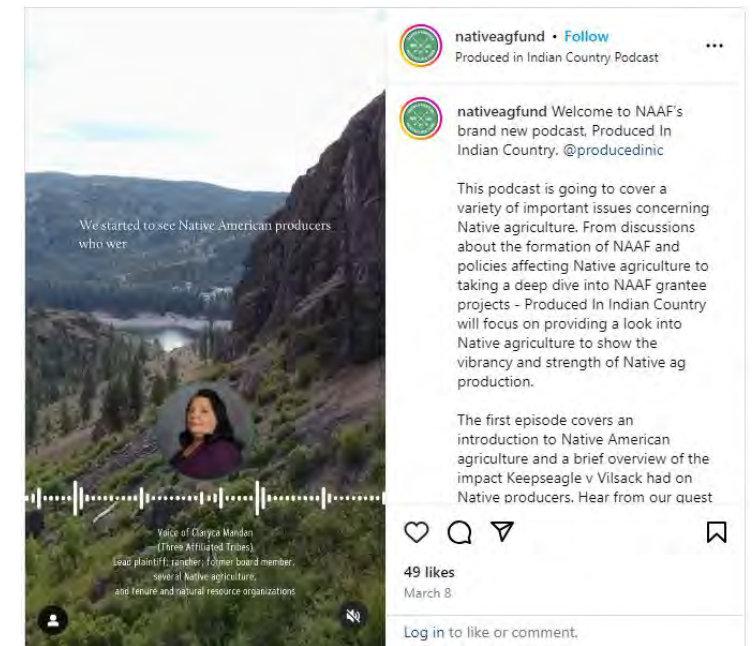 We started to see Native American producers
who wer
Voice of Claryca Mandan
(Three Affiliated Tribes)
Lead plaintiff; rancher; former board member,
several Native agriculture,
and tenure and natural resource organizations
nativeagfund • Follow
Produced in Indian Country Podcast
nativeagfund Welcome to NAAF's
brand new podcast, Produced In
Indian Country. @producedinic
This podcast is going to cover a
variety of important issues concerning
Native agriculture. From discussions
about the formation of NAAF and
policies affecting Native agriculture to
taking a deep dive into NAAF grantee
projects - Produced In Indian Country
will focus on providing a look into
Native agriculture to show the
vibrancy and strength of Native ag
production.
The first episode covers an
introduction to Native American
agriculture and a brief overview of the
impact Keepseagle v Vilsack had on
Native producers. Hear from our guest
49 likes
March 8
Log in to like or comment.